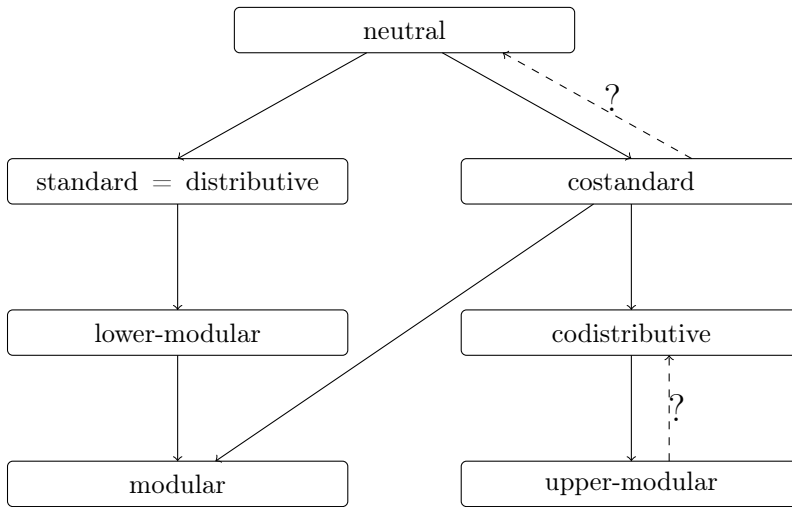 neutral
?
standard = distributive
costandard
lower-modular
codistributive
?
modular
upper-modular